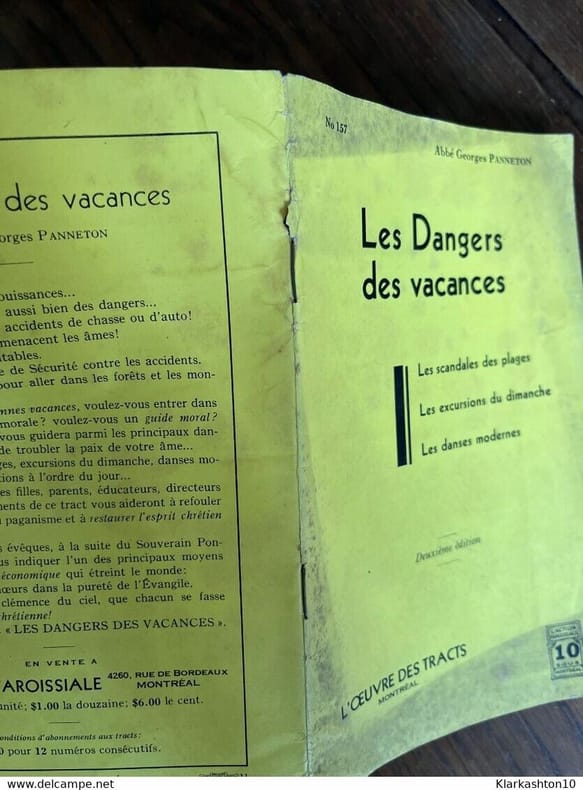 des vacances
orges PANNETON
ouissances...
aussi bien des dangers...
accidents de chasse ou d'auto!
menacent les âmes!
tables.
e de Sécurité contre les accidents.
pour aller dans les forêts et les mon-
nnes vacances, voulez-vous entrer dans
morale? voulez-vous un guide moral?
vous guidera parmi les principaux dan-
de troubler la paix de votre âme...
ges, excursions du dimanche, danses mo-
tions à l'ordre du jour...
es filles, parents, éducateurs, directeurs
ments de ce tract vous aideront à refouler
u paganisme et à restaurer l'esprit chrétien
s évêques, à la suite du Souverain Pon-
us indiquer l'un des principaux moyens
économique qui étreint le monde:
mœurs dans la pureté de l'Évangile.
clémence du ciel, que chacun se fasse
chrétienne!
« LES DANGERS DES VACANCES ».
EN VENTE A
AROISSIALE 4260, RUE DE BORDEAUX
MONTRÉAL
unité; $1.00 la douzaine; $6.00 le cent.
onditions d'abonnements aux tracts:
0 pour 12 numéros consécutifs.
No 157
Abbé Georges PANNETON
Les Dangers
des vacances
Les scandales des plages
Les excursions du dimanche
Les danses modernes
Deuxième édition
L'ŒUVRE DES TRACTS
MONTRÉAL
10
SOUS
www.delcampe.net
Klarkashton10